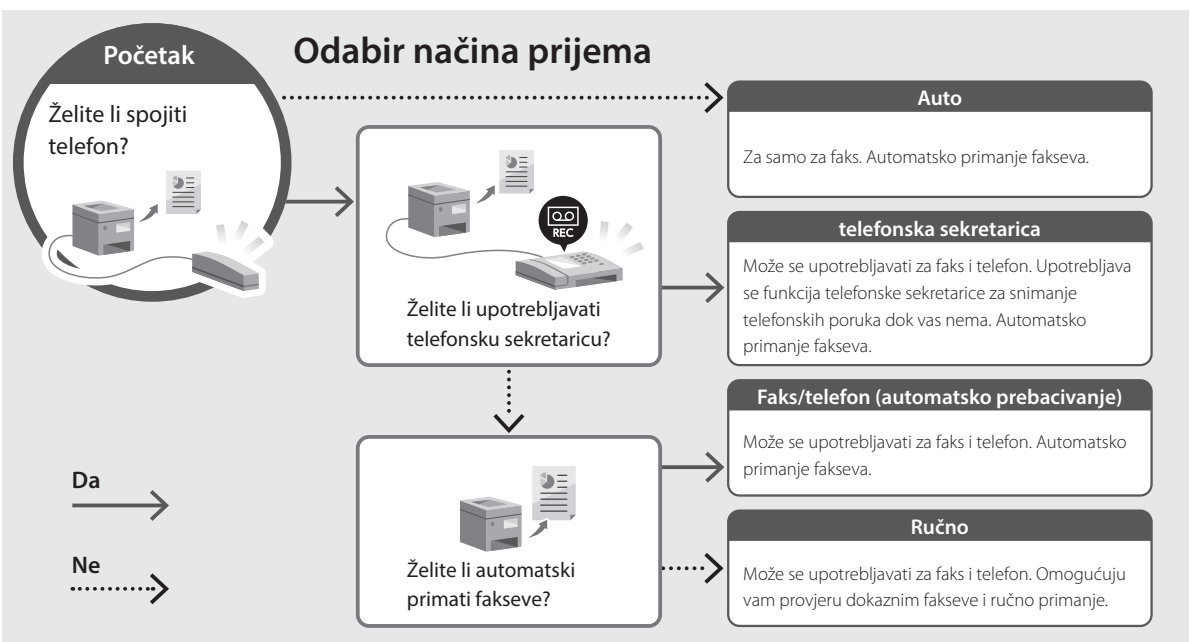 Odabir načina prijema
Početak
Želite li spojiti
telefon?
REC
Želite li upotrebljavati
telefonsku sekretaricu?
Želite li automatski
primati fakseve?
Auto
Za samo za faks. Automatsko primanje fakseva.
telefonska sekretarica
Može se upotrebljavati za faks i telefon. Upotrebljava
se funkcija telefonske sekretarice za snimanje
telefonskih poruka dok vas nema. Automatsko
primanje fakseva.
Faks/telefon (automatsko prebacivanje)
Može se upotrebljavati za faks i telefon. Automatsko
primanje fakseva.
Ručno
Može se upotrebljavati za faks i telefon. Omogućuju
vam provjeru dokaznim fakseve i ručno primanje.
Da
Ne